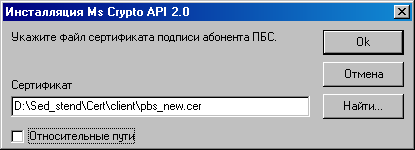 Инсталляция Ms Crypto API 2.0
Укажите файл сертификата подписи абонента ПБС.
Ok
Отмена
Сертификат
D:\Sed_stend\Cert\client\pbs_new.cer
Найти...
Относительные пути